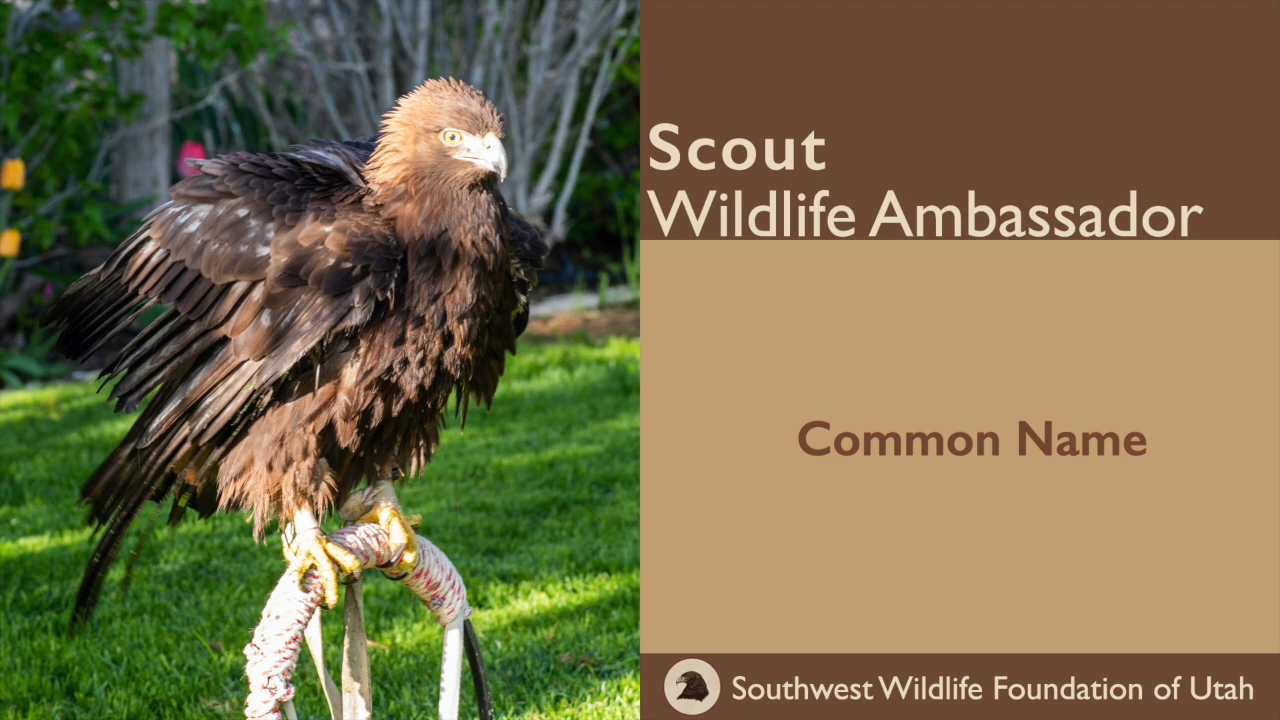 Scout
Wildlife Ambassador
Common Name
Southwest Wildlife Foundation of Utah